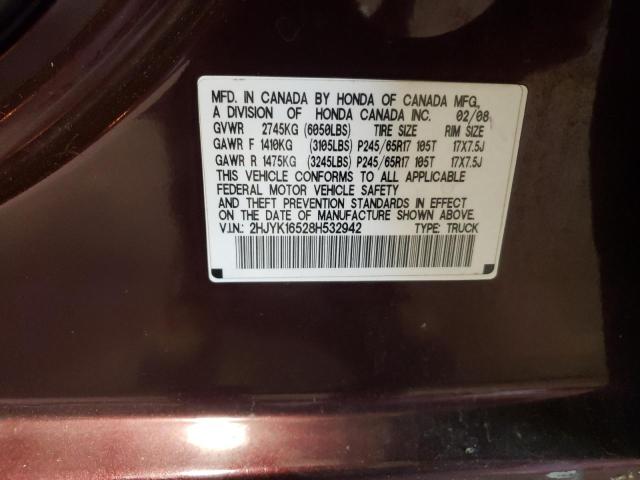 MFD. IN CANADA BY HONDA OF CANADA MFG.,
A DIVISION OF HONDA CANADA INC. 02/08
GVWR 2745KG (6050LBS) TIRE SIZE RIM SIZE
GAWR F 1410KG (3105LBS) P245/65R17 105T 17X7.5J
GAWR R 1475KG (3245LBS) P245/65R17 105T 17X7.5J
THIS VEHICLE CONFORMS TO ALL APPLICABLE
FEDERAL MOTOR VEHICLE SAFETY
AND THEFT PREVENTION STANDARDS IN
EFFECT ON THE DATE OF MANUFACTURE SHOWN ABOVE.
V.I.N.: 2HJYK16528H532942 TYPE: TRUCK